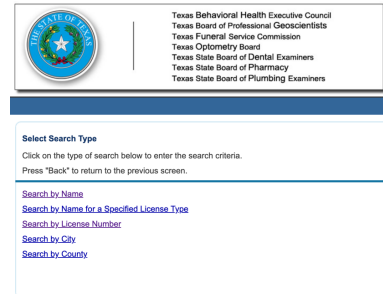 THE STATE OF TEXAS
Texas Behavioral Health Executive Council
Texas Board of Professional Geoscientists
Texas Funeral Service Commission
Texas Optometry Board
Texas State Board of Dental Examiners
Texas State Board of Pharmacy
Texas State Board of Plumbing Examiners
Select Search Type
Click on the type of search below to enter the search criteria.
Press "Back" to return to the previous screen.
Search by Name
Search by Name for a Specified License Type
Search by License Number
Search by City
Search by County